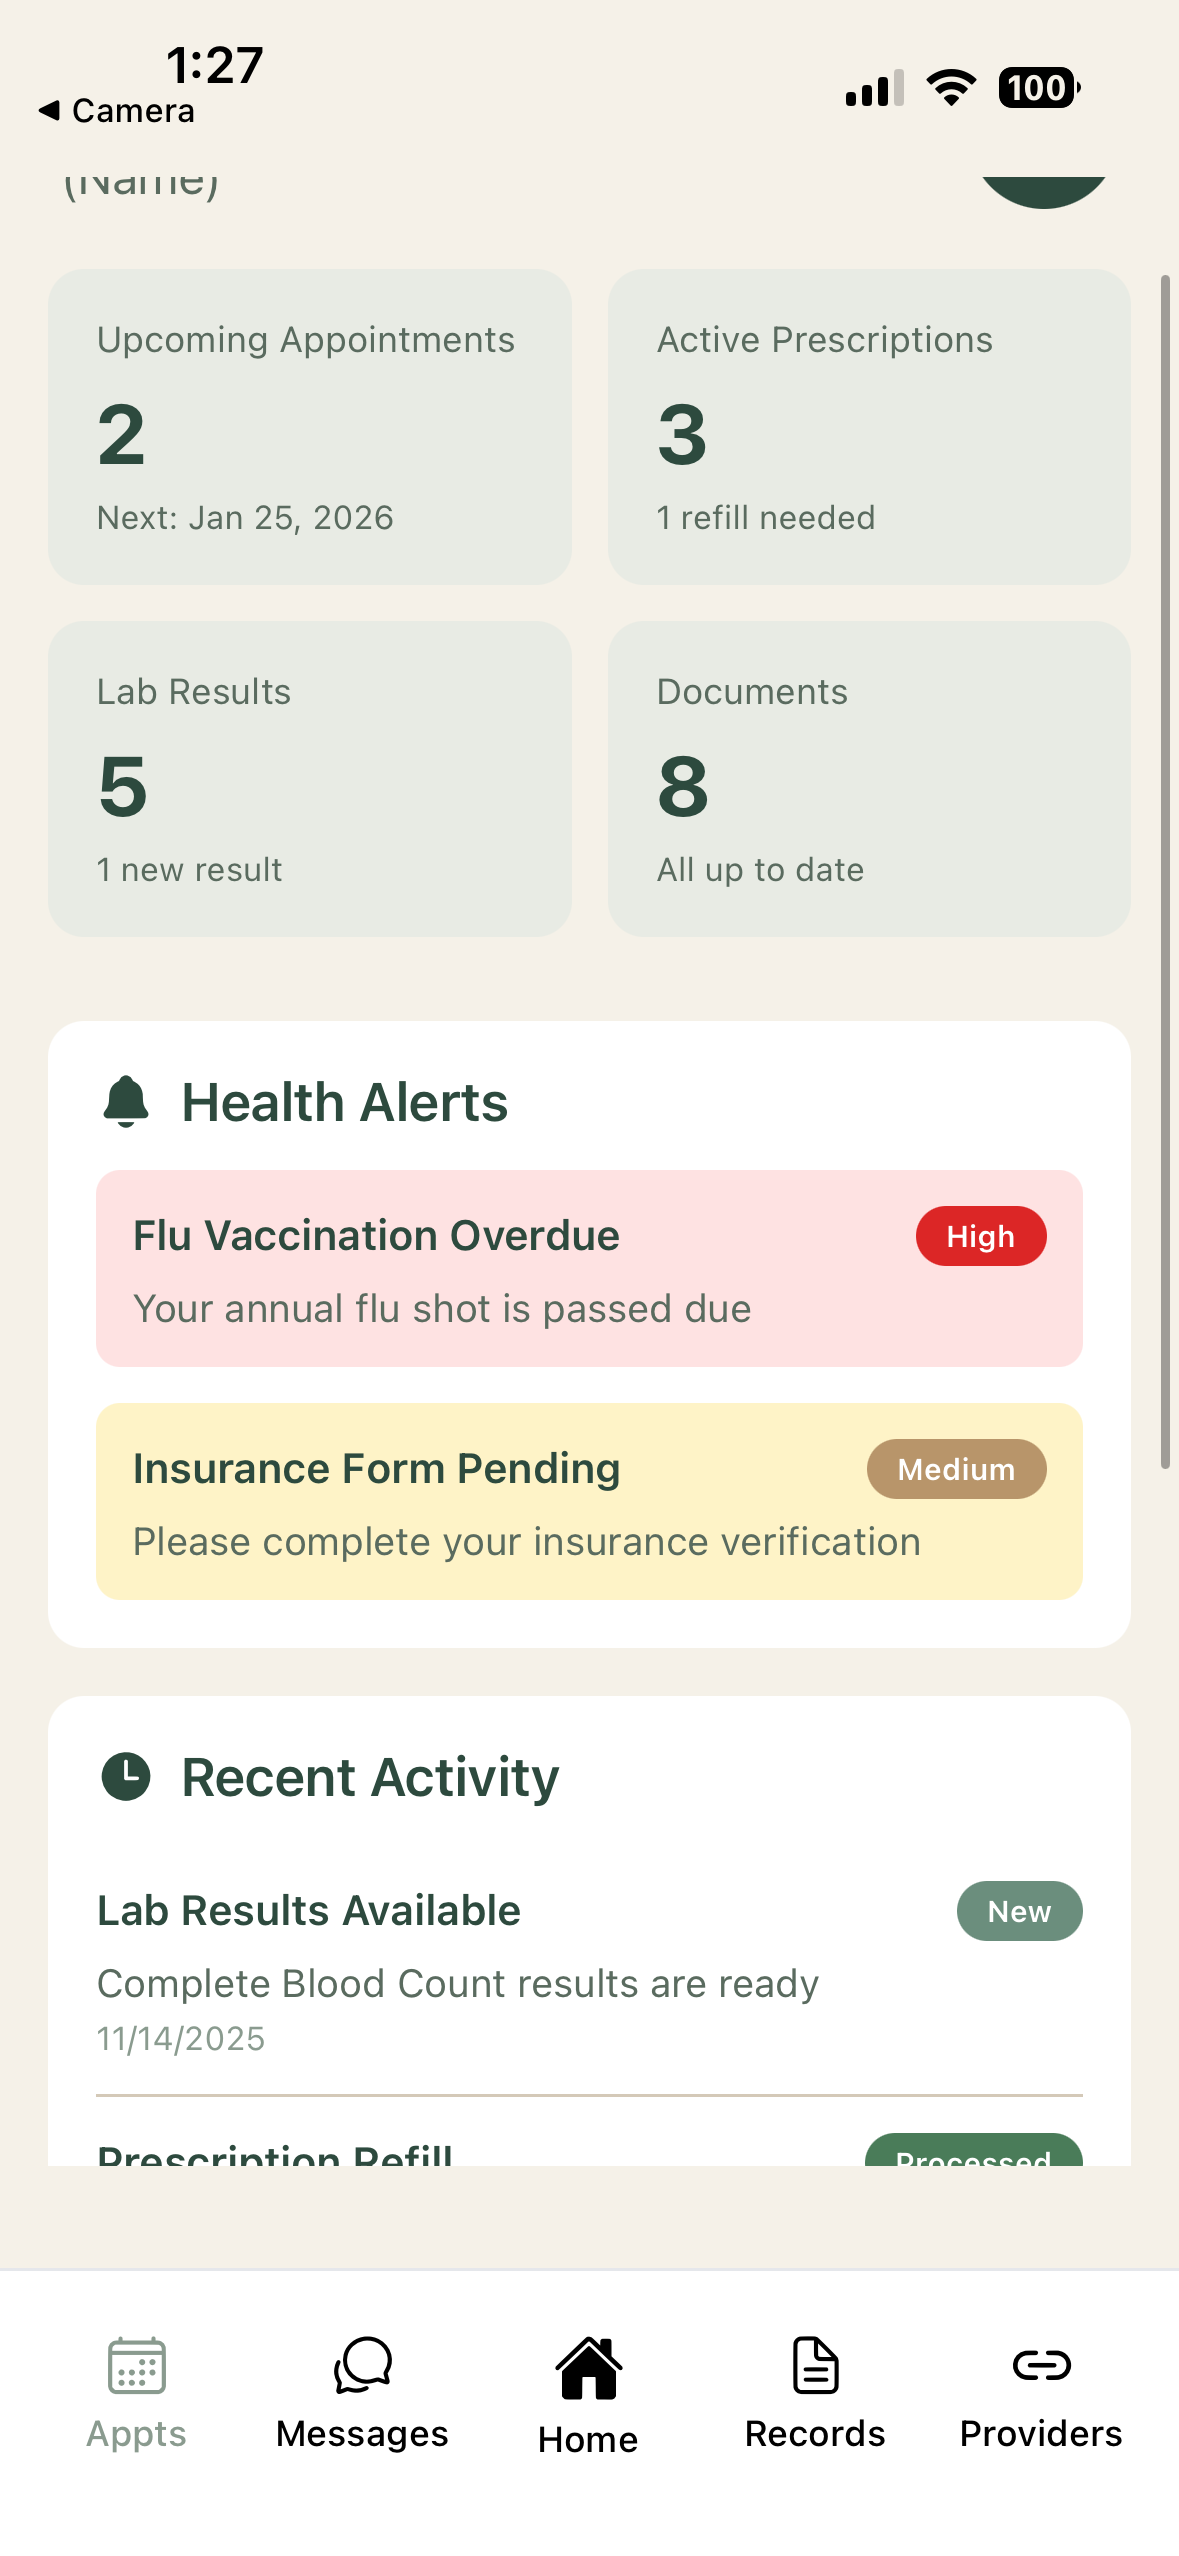 1:27
100
Camera
(Name)
Upcoming Appointments
2
Next: Jan 25, 2026
Active Prescriptions
3
1 refill needed
Lab Results
5
1 new result
Documents
8
All up to date
Health Alerts
Flu Vaccination Overdue
High
Your annual flu shot is passed due
Insurance Form Pending
Medium
Please complete your insurance verification
Recent Activity
Lab Results Available
New
Complete Blood Count results are ready
11/14/2025
Prescription Refill
Processed
Appts
Messages
Home
Records
Providers